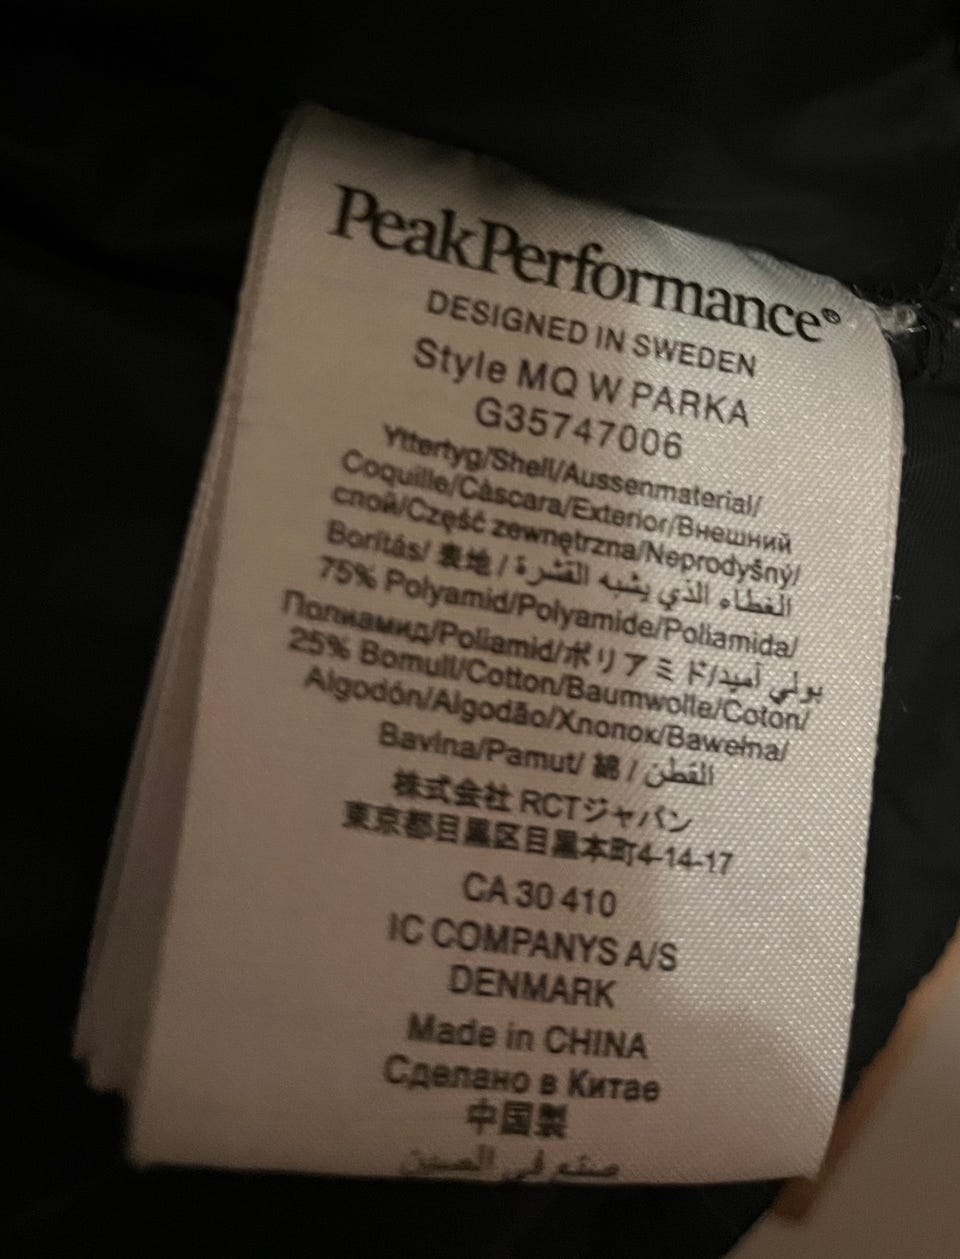 PeakPerformance®
DESIGNED IN SWEDEN
Style MQ W PARKA
G35747006
Yttertyg/Shell/Aussenmaterial/
Coquille/Càscara/Exterior/Внешний
слой/Część zewnętrzna/Neprodyšný/
Borítás/ 表地 / الغطاء الذي يشبه القشرة
75% Polyamid/Polyamide/Poliamida/
Полиамид/Poliamid/ポリアミド/بولي أميد
25% Bomull/Cotton/Baumwolle/Coton/
Algodón/Algodão/Хлопок/Bawełna/
Bavlna/Pamut/ 綿 / القطن
株式会社 RCTジャパン
東京都目黒区目黒本町4-14-17
CA 30 410
IC COMPANYS A/S
DENMARK
Made in CHINA
Сделано в Китае
中国製
صنع في الصين